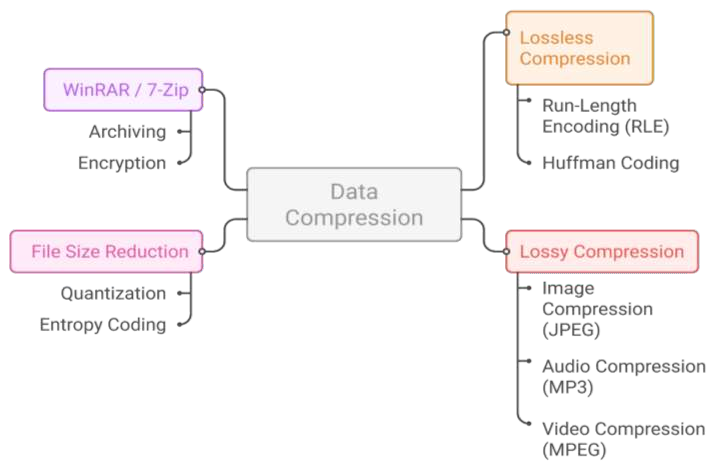 Data
Compression
WinRAR / 7-Zip
Archiving
Encryption
File Size Reduction
Quantization
Entropy Coding
Lossless
Compression
Run-Length
Encoding (RLE)
Huffman Coding
Lossy Compression
Image
Compression
(JPEG)
Audio Compression
(MP3)
Video Compression
(MPEG)